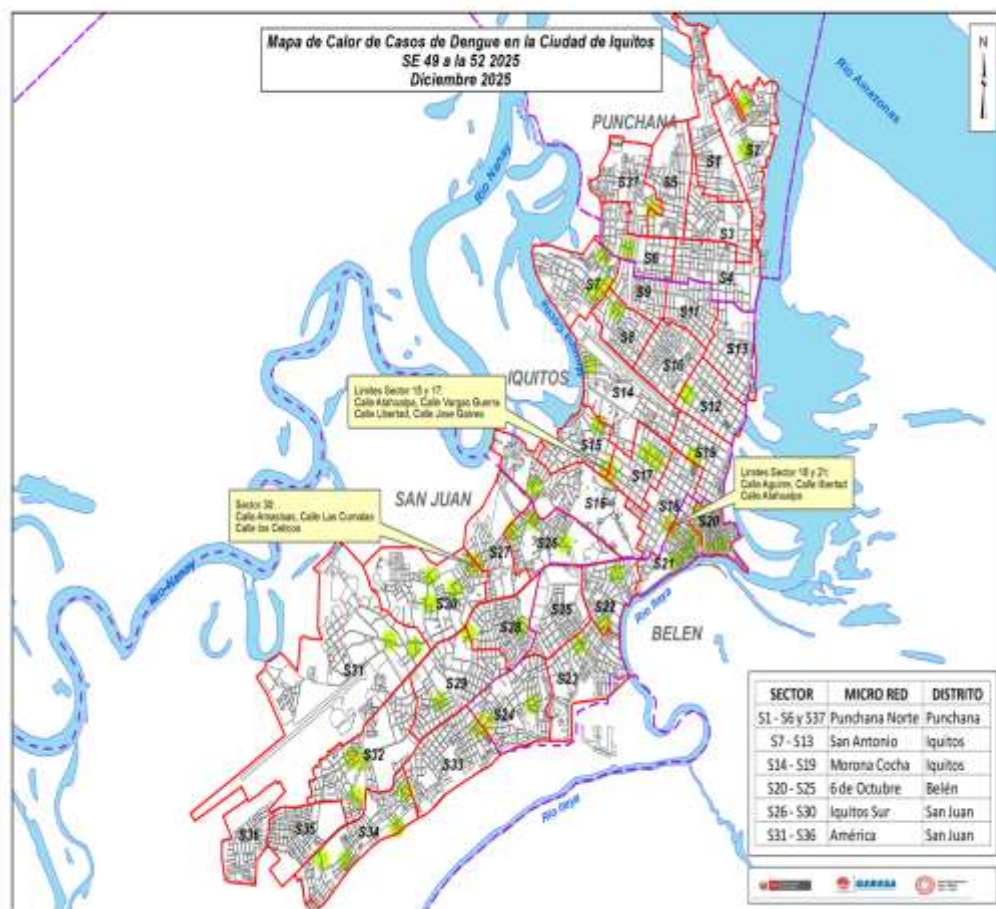 Mapa de Calor de Casos de Dengue en la Ciudad de Iquitos
SE 49 a la 52 2025
Diciembre 2025
N
Rio Amazonas
PUNCHANA
Rio Nanay
S2
S1
S37
S5
S3
S6
S4
S7
S9
S11
S8
S13
S10
IQUITOS
S14
S12
Limites Sector 15 y 17:
Calle Atahualpa, Calle Vargas Guerra
Calle Libertad, Calle Jose Galvez
S15
S17
S19
Limites Sector 18 y 21:
Calle Aguirre, Calle libertad
Calle Atahualpa
SAN JUAN
S16
S18
S20
Sector 30:
Calle Las
Calle los
S27
S26
S21
Rio Nanay
Rio Itaya
S30
S25
S22
S28
BELEN
S31
S29
S23
S24
S32
S33
Rio Itaya
S36
S35
S34
SECTOR MICRO RED DISTRITO
S1 - S6 y S37 Punchana Norte Punchana
S7 - S13 San Antonio Iquitos
S14 - S19 Morona Cocha Iquitos
S20 - S25 6 de Octubre Belén
S26 - S30 Iquitos Sur San Juan
S31 - S36 América San Juan
GERESA